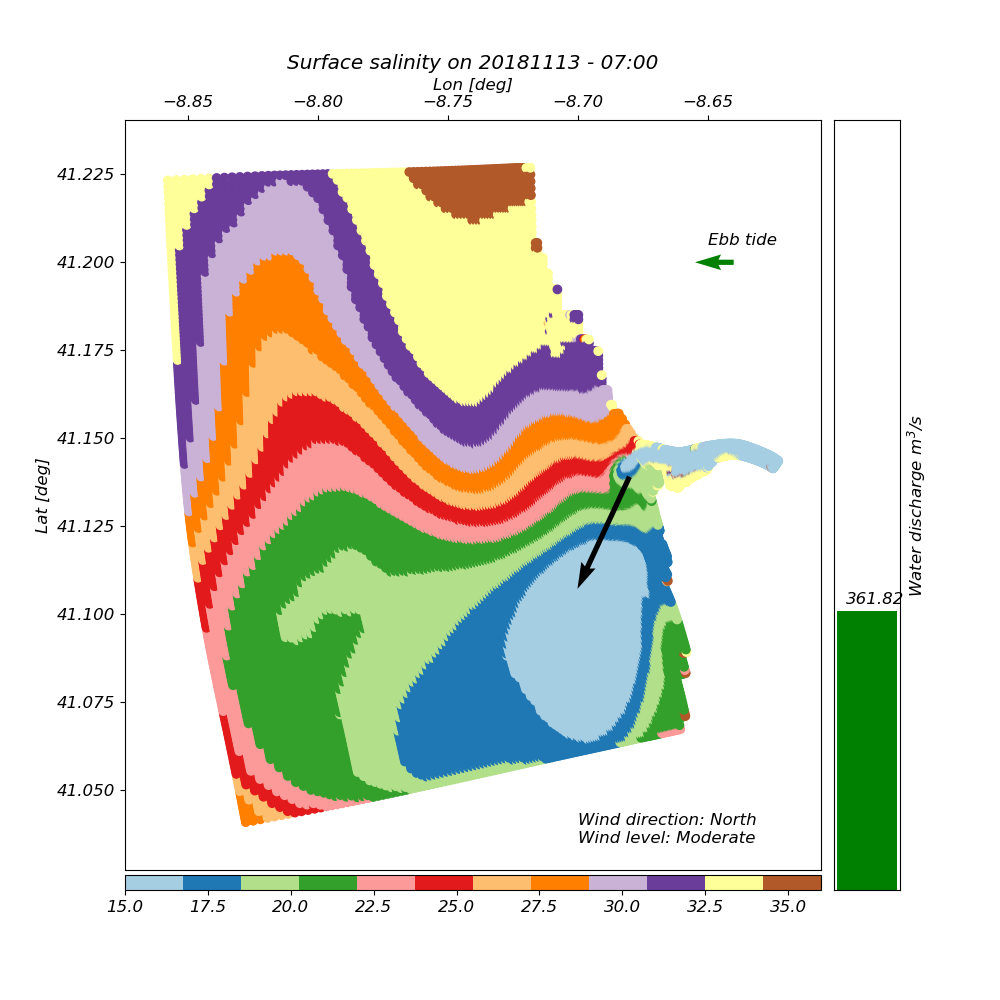 Surface salinity on 20181113 - 07:00
Lon [deg]
−8.85 −8.80 −8.75 −8.70 −8.65
41.225
41.200
41.175
41.150
41.125
41.100
41.075
41.050
Lat [deg]
Ebb tide
Wind direction: North
Wind level: Moderate
15.0 17.5 20.0 22.5 25.0 27.5 30.0 32.5 35.0
361.82
Water discharge m³/s